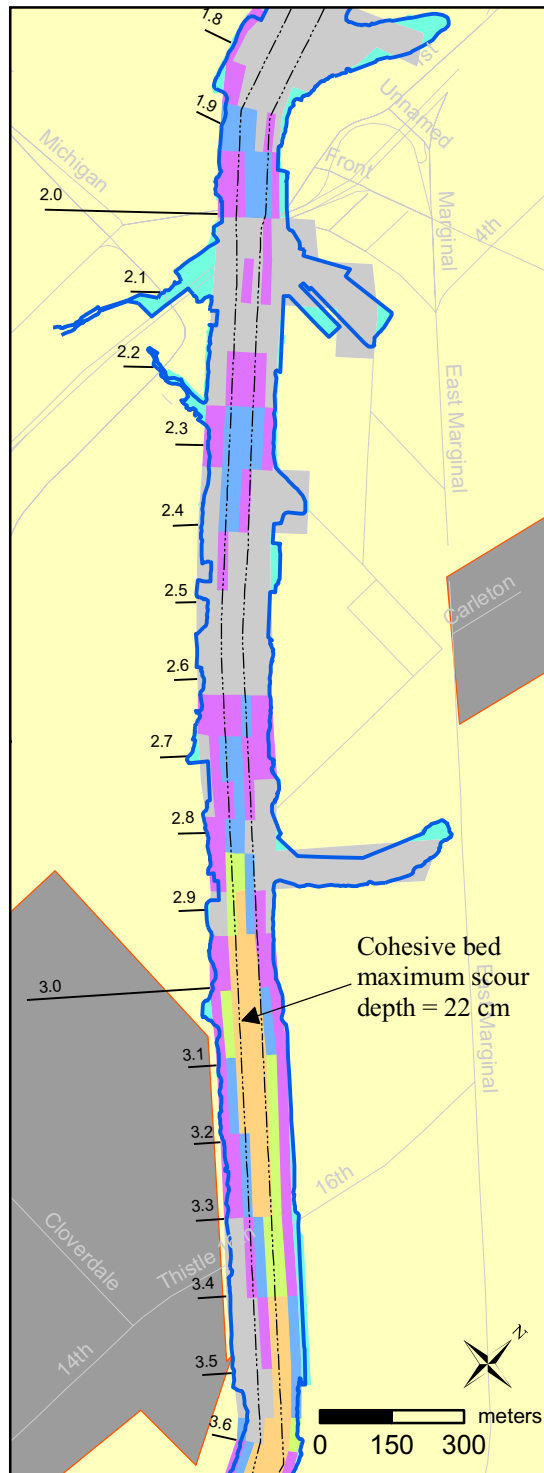 1.8
1st
1.9
Unnamed
Michigan
Front
2.0
Marginal
4th
2.1
2.2
East Marginal
2.3
2.4
2.5
Carleton
2.6
2.7
2.8
2.9
Cohesive bed
maximum scour
depth = 22 cm
East Marginal
3.0
3.1
3.2
16th
3.3
Cloverdale
Thistle
3.4
14th
3.5
N
3.6
meters
0 150 300